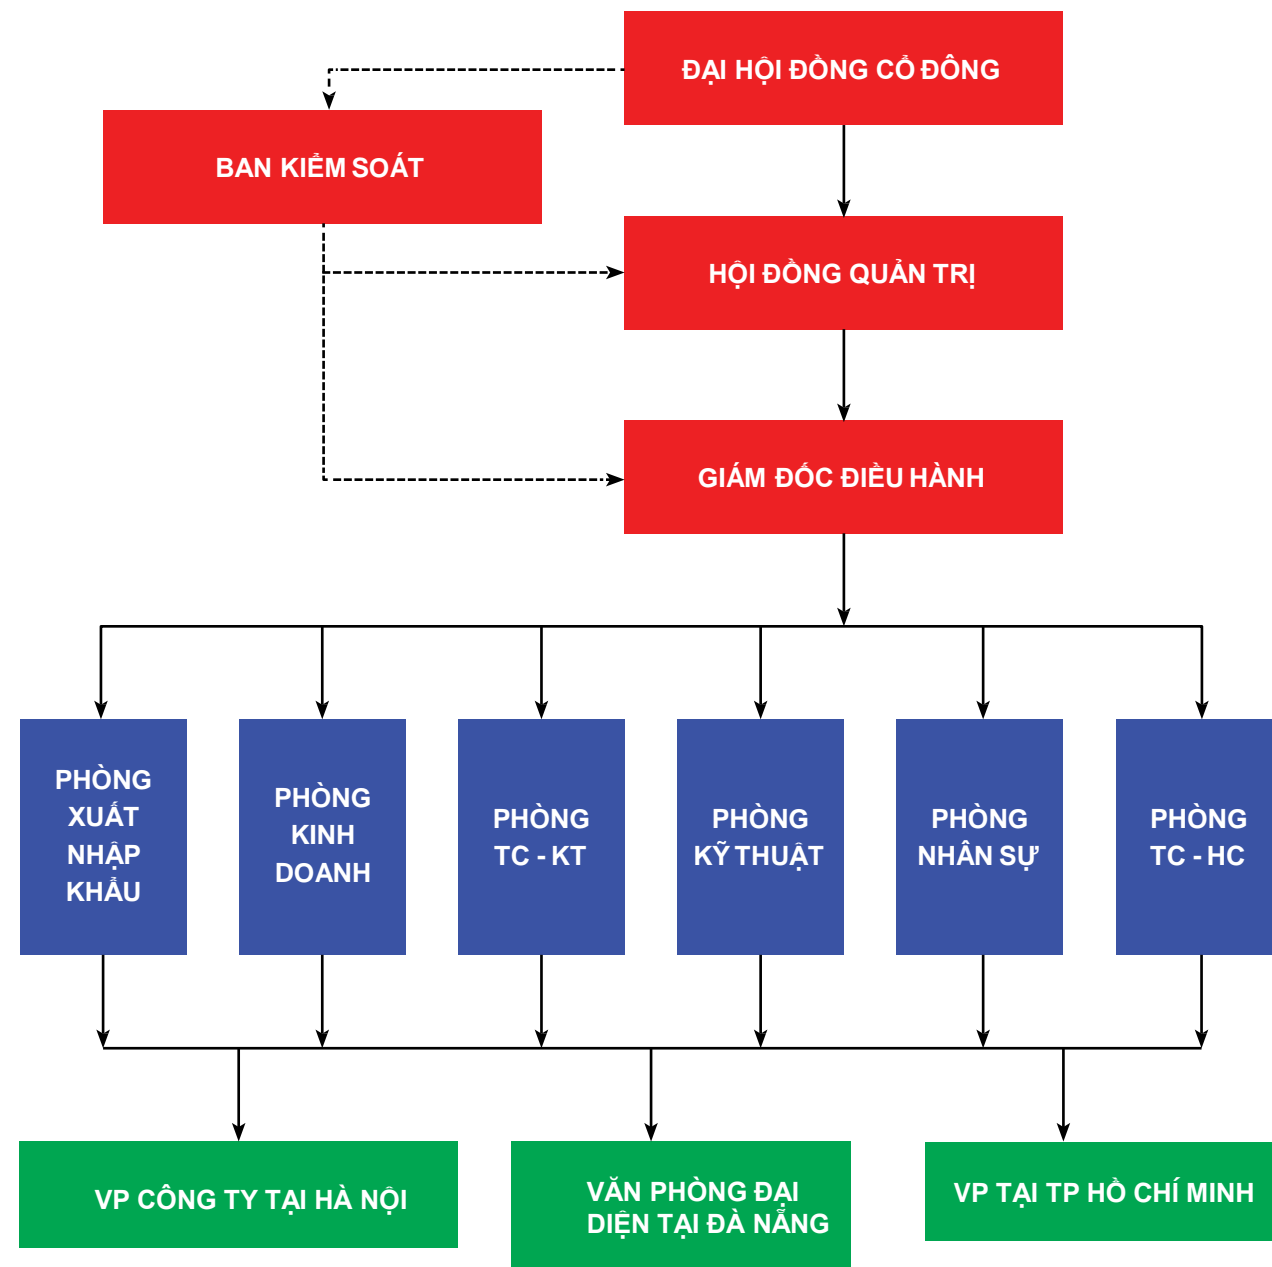 ĐẠI HỘI ĐỒNG CỔ ĐÔNG
BAN KIỂM SOÁT
HỘI ĐỒNG QUẢN TRỊ
GIÁM ĐỐC ĐIỀU HÀNH
PHÒNG
XUẤT
NHẬP
KHẨU
PHÒNG
KINH
DOANH
PHÒNG
TC - KT
PHÒNG
KỸ THUẬT
PHÒNG
NHÂN SỰ
PHÒNG
TC - HC
VP CÔNG TY TẠI HÀ NỘI
VĂN PHÒNG ĐẠI
DIỆN TẠI ĐÀ NẴNG
VP TẠI TP HỒ CHÍ MINH